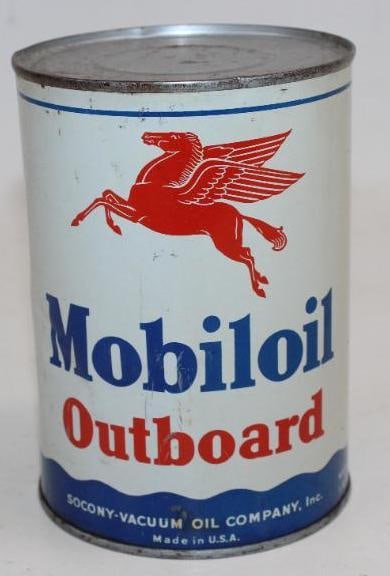 Mobiloil
Outboard
SOCONY-VACUUM OIL COMPANY, Inc.
Made in U.S.A.